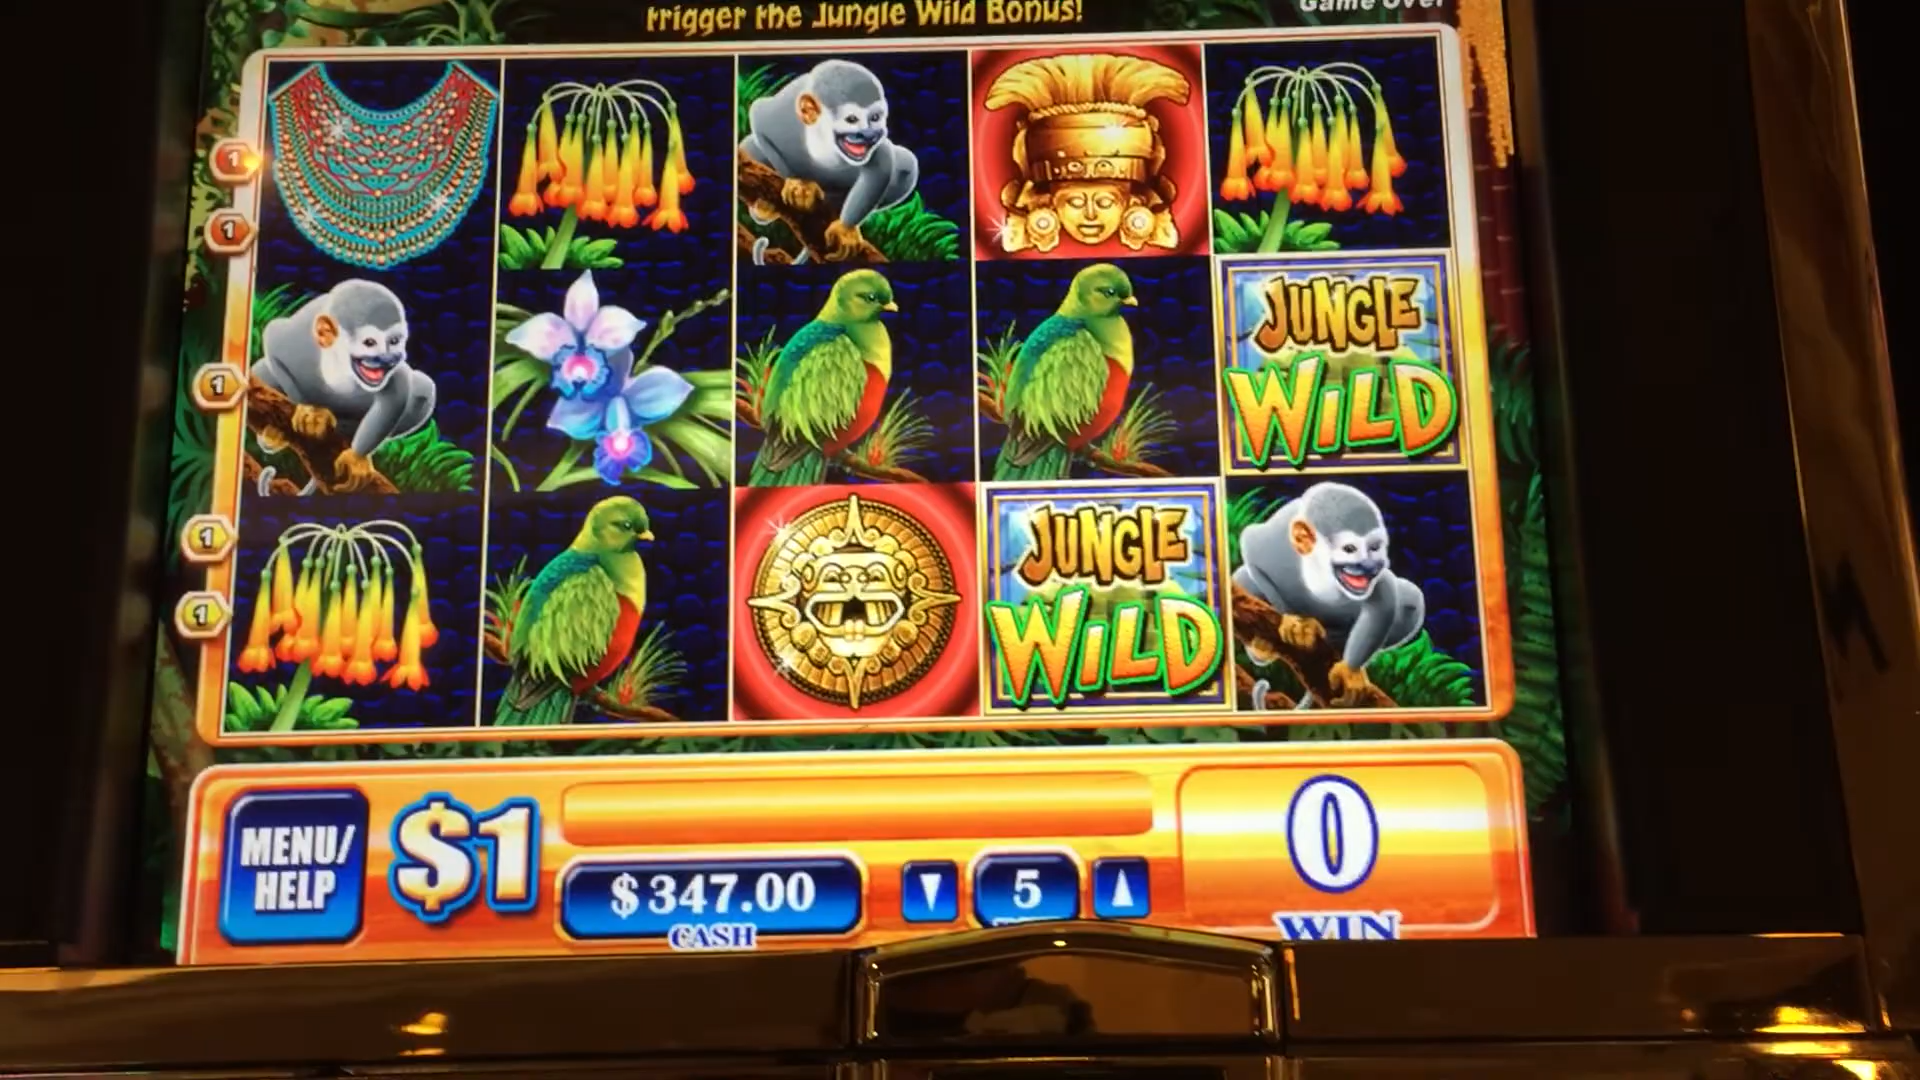 trigger the Jungle Wild Bonus!
Game Over
1
1
JUNGLE
WILD
1
JUNGLE
WILD
1
1
MENU/
HELP
$1
$347.00
CASH
5
0
WIN